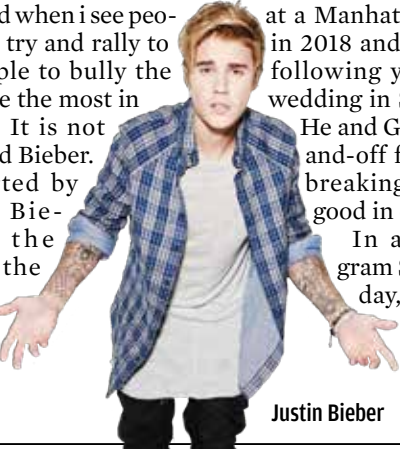 d when i see peo-
try and rally to
ple to bully the
e the most in
It is not
d Bieber.
ted by
Bie-
the
the
at a Manhat
in 2018 and
following y
wedding in S
He and G
and-off f
breaking
good in
In a
gram S
day,
Justin Bieber